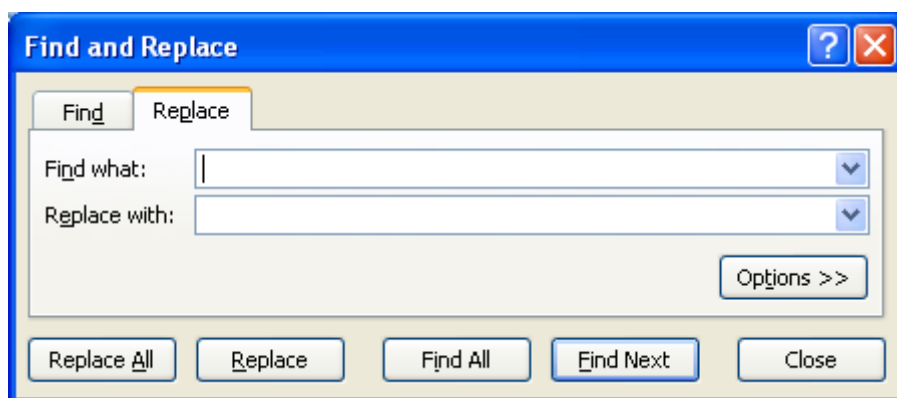 Find and Replace
Find Replace
Find what:
Replace with:
Options >>
Replace All Replace Find All Find Next Close